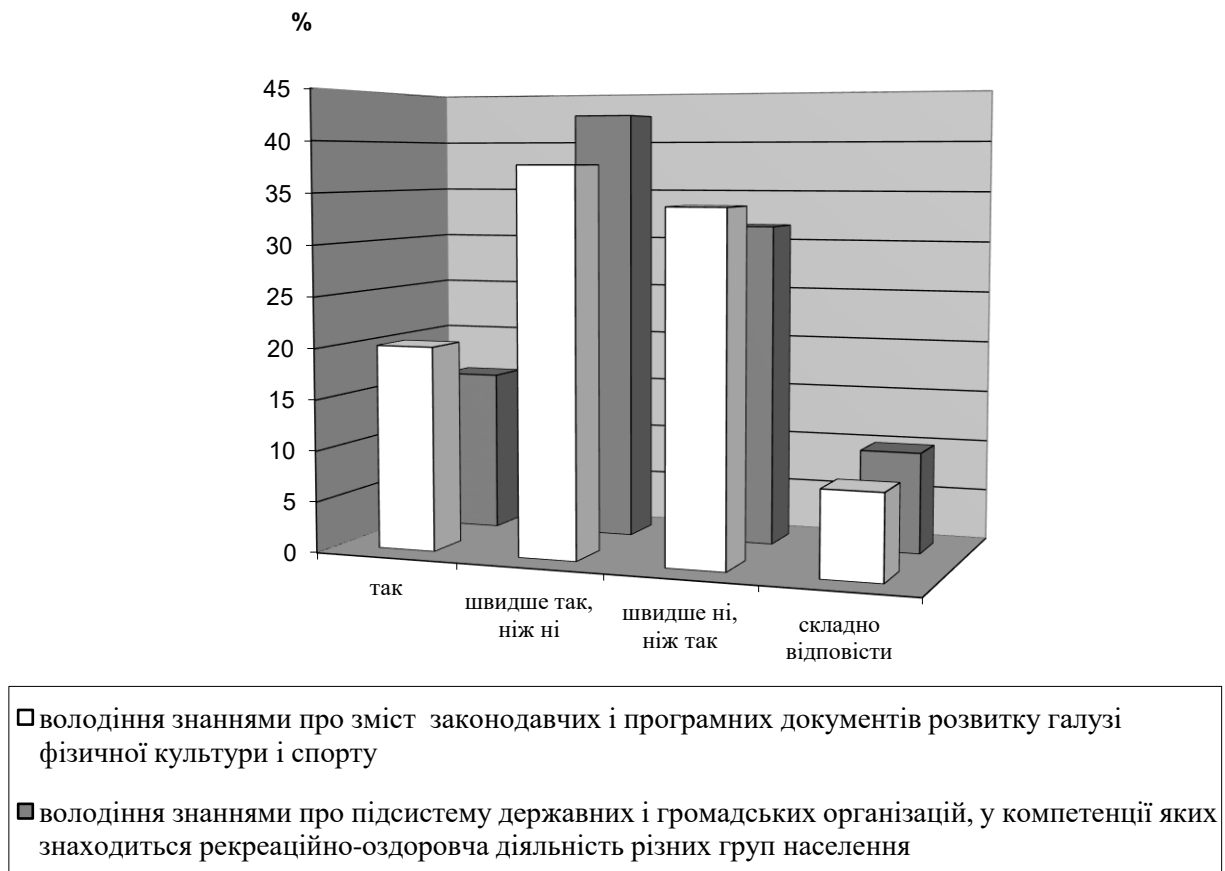 %
45
40
35
30
25
20
15
10
5
0
так
швидше так,
ніж ні
швидше ні,
ніж так
складно
відповісти
володіння знаннями про зміст законодавчих і програмних документів розвитку галузі
фізичної культури і спорту
володіння знаннями про підсистему державних і громадських організацій, у компетенції яких
знаходиться рекреаційно-оздоровча діяльність різних груп населення